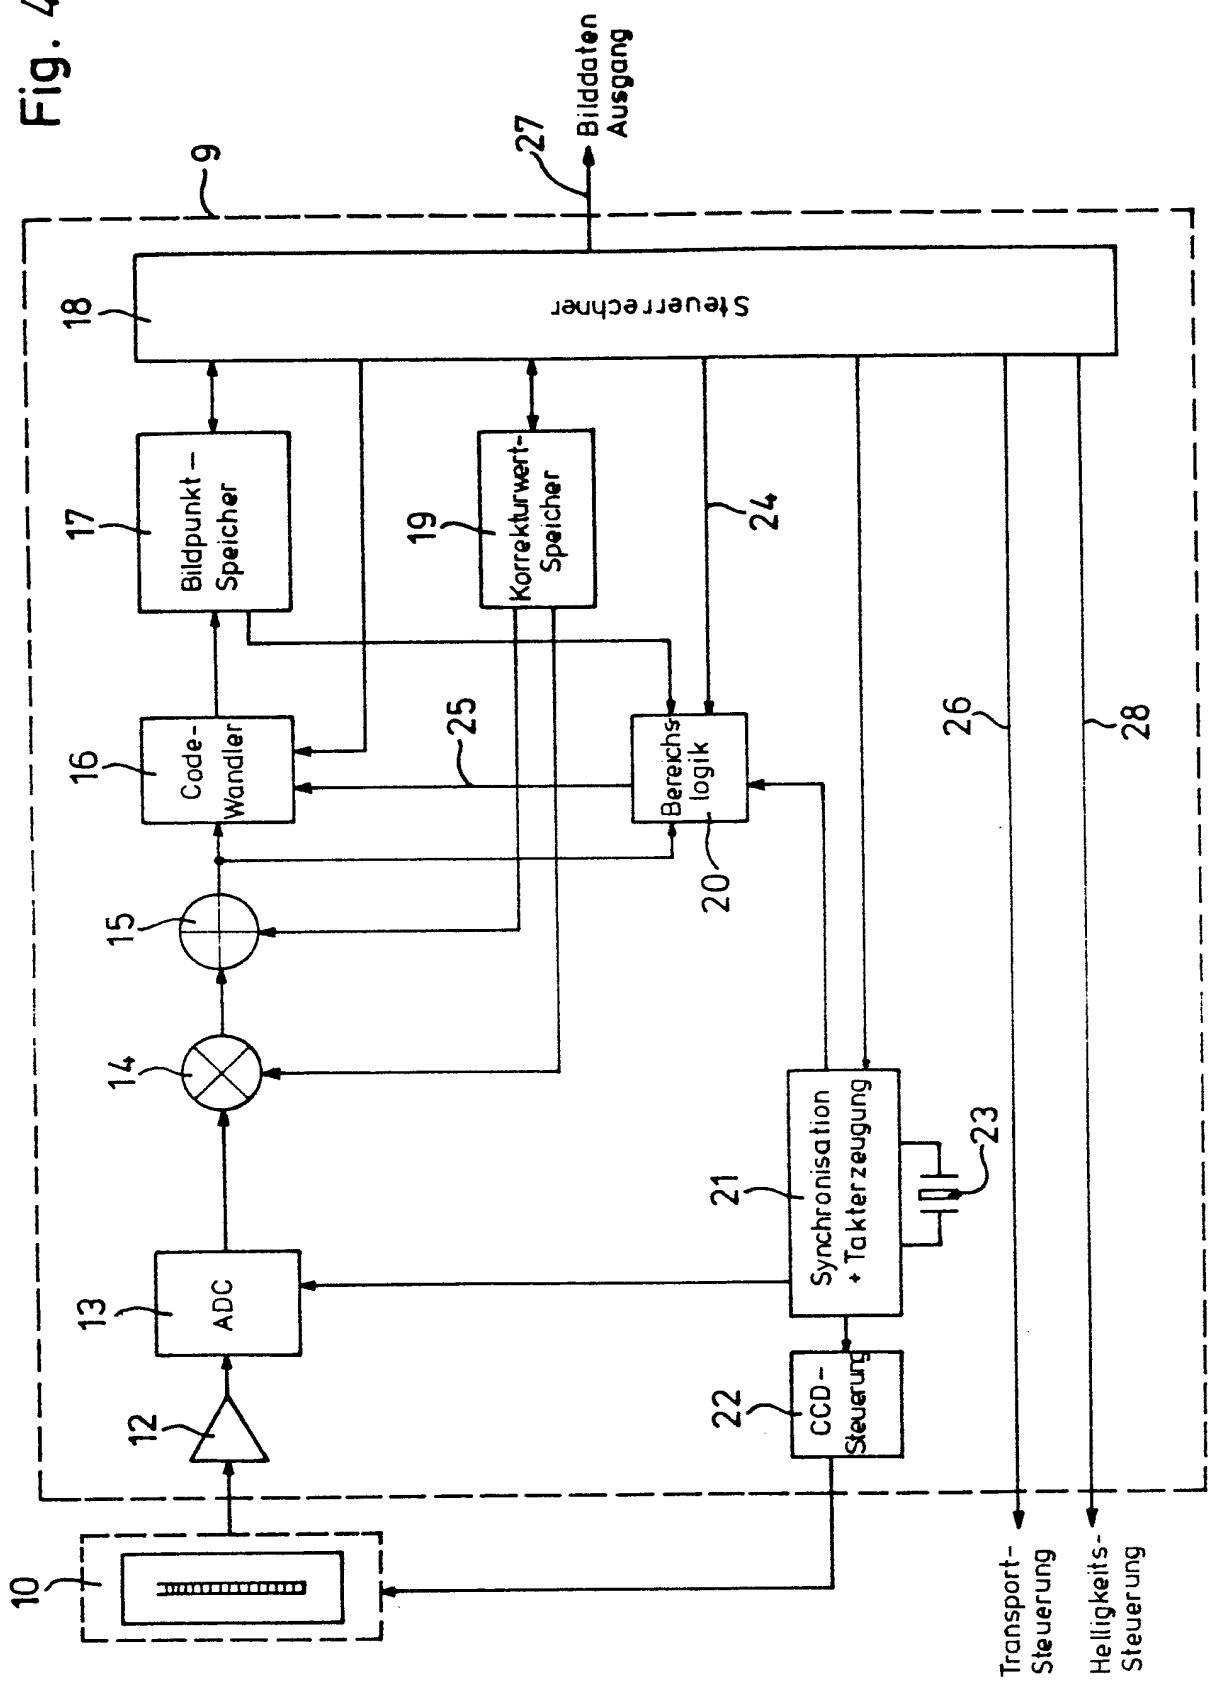 Fig. 4
9
10
12
13
ADC
14
15
16
Code-
Wandler
17
Bildpunkt-
Speicher
18
Steuerrechner
19
Korrekturwert-
Speicher
20
Bereichs-
logik
21
Synchronisation
+ Takterzeugung
22
CCD-
Steuerung
23
24
25
26
27
28
Bilddaten
Ausgang
Transport-
Steuerung
Helligkeits-
Steuerung